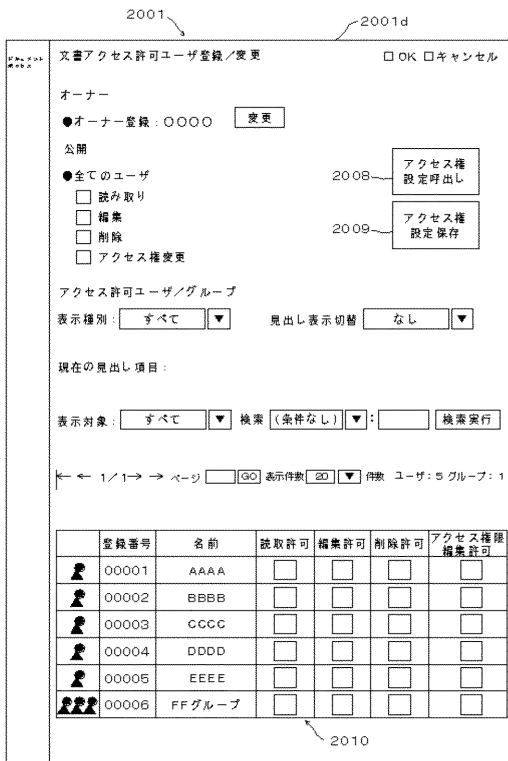 2001
2001d
ドキュメント
ボックス
文書アクセス許可ユーザ登録/変更 □OK □キャンセル
オーナー
●オーナー登録:OOOO 変更
公開
●全てのユーザ
2008
アクセス権
設定呼出し
読み取り
編集
2009
アクセス権
設定保存
削除
アクセス権変更
アクセス許可ユーザ/グループ
表示種別: すべて ▼ 見出し表示切替 なし ▼
現在の見出し項目:
表示対象: すべて ▼ 検索 (条件なし) ▼: 検索実行
|← ← 1/1→ → ページ GO 表示件数 20 ▼ 件数 ユーザ:5 グループ:1
登録番号 名前 読取許可 編集許可 削除許可 アクセス権限
編集許可
00001 AAAA
00002 BBBB
00003 CCCC
00004 DDDD
00005 EEEE
00006 FFグループ
2010